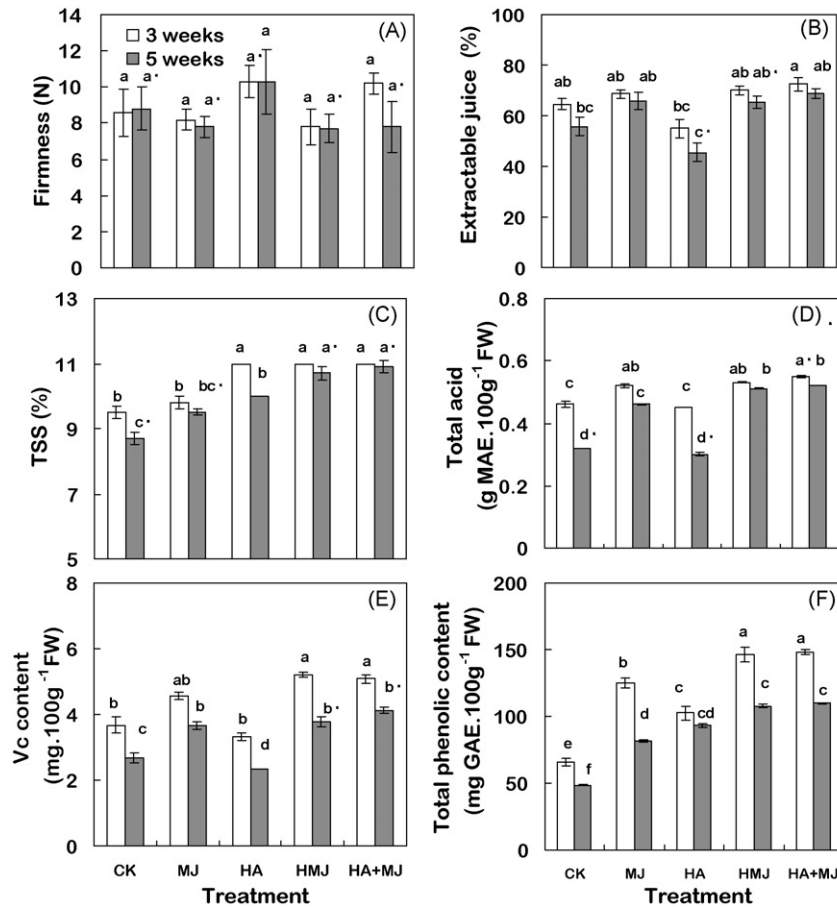 (A)
3 weeks
5 weeks
Firmness (N)
14
12
10
8
6
4
2
0
a a· a a· a· a a a· a a·
(B)
Extractable juice (%)
100
80
60
40
20
0
ab bc ab ab bc c· ab ab· a ab
(C)
TSS (%)
13
11
9
7
5
b c· b bc· a b a a· a a·
(D)
Total acid
(g MAE.100g⁻¹ FW)
0.8
0.6
0.4
0.2
0
c d· ab c c d· ab b a· b
(E)
Vc content
(mg.100g⁻¹ FW)
8
6
4
2
0
b c ab b b d a b· a b·
CK MJ HA HMJ HA+MJ
Treatment
(F)
Total phenolic content
(mg GAE.100g⁻¹ FW)
200
150
100
50
0
e f b d c cd a c a c
CK MJ HA HMJ HA+MJ
Treatment